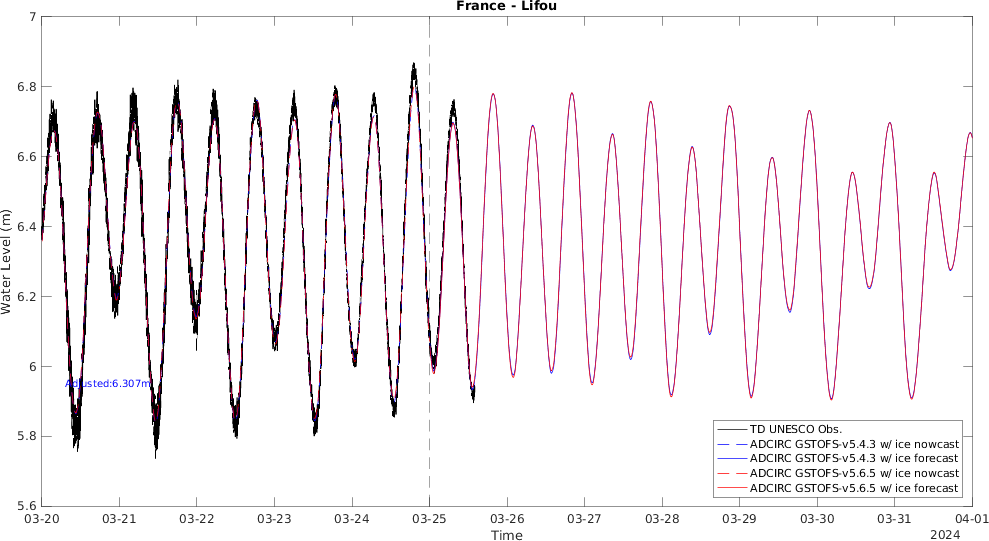 France - Lifou
Water Level (m)
7
6.8
6.6
6.4
6.2
6
5.8
5.6
Adjusted:6.307m
TD UNESCO Obs.
ADCIRC GSTOFS-v5.4.3 w/ ice nowcast
ADCIRC GSTOFS-v5.4.3 w/ ice forecast
ADCIRC GSTOFS-v5.6.5 w/ ice nowcast
ADCIRC GSTOFS-v5.6.5 w/ ice forecast
03-20 03-21 03-22 03-23 03-24 03-25 03-26 03-27 03-28 03-29 03-30 03-31 04-01
Time
2024